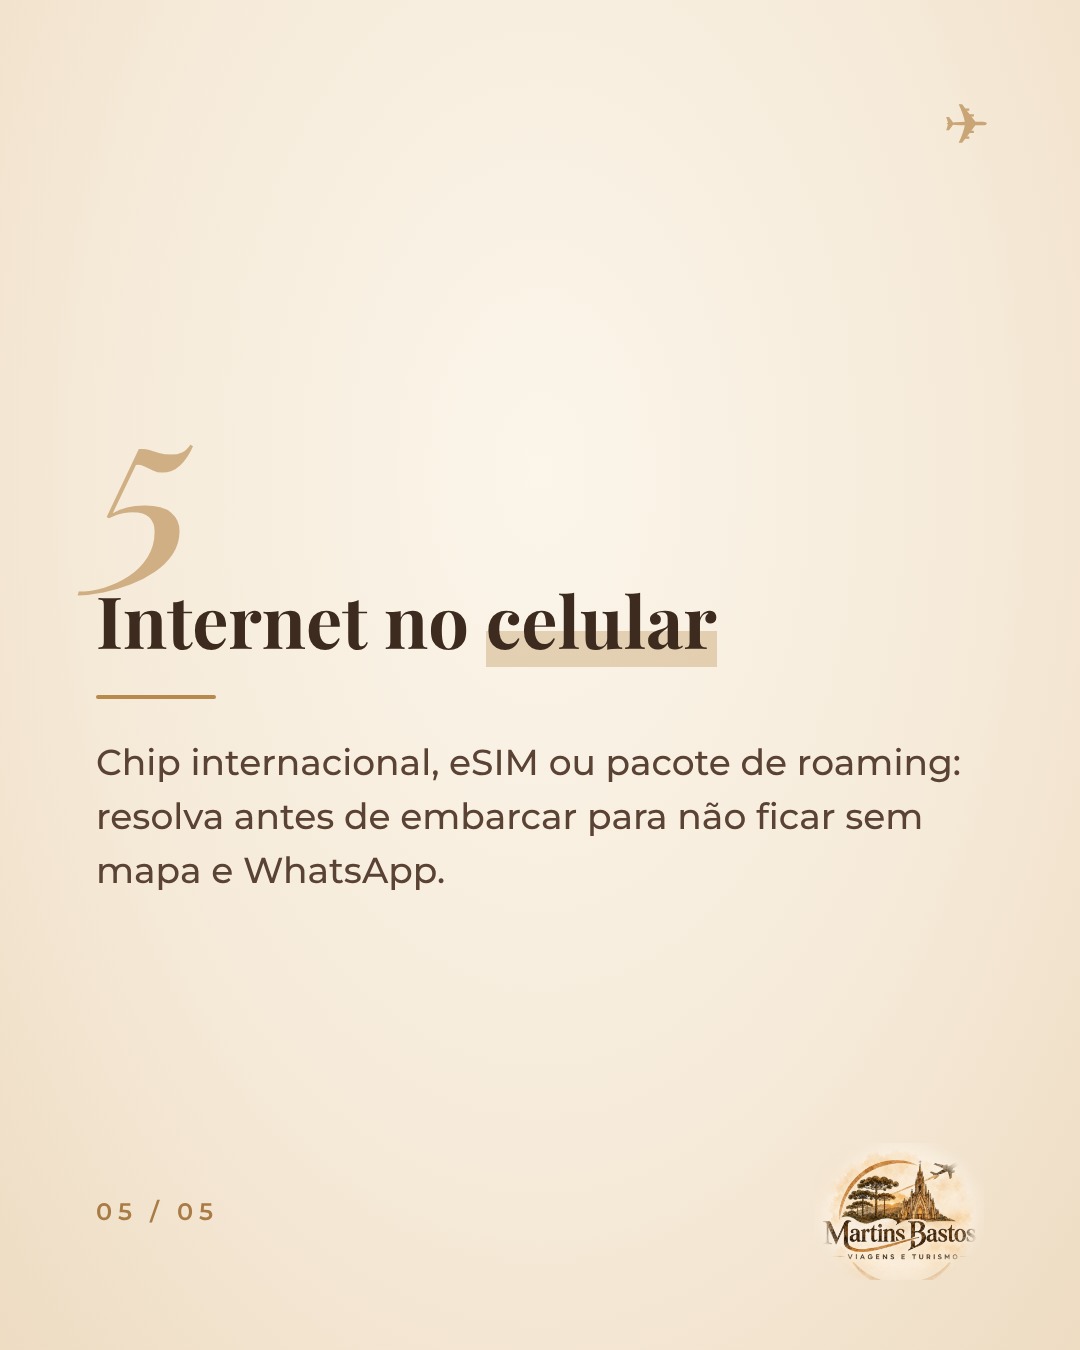 5
Internet no celular
Chip internacional, eSIM ou pacote de roaming:
resolva antes de embarcar para não ficar sem
mapa e WhatsApp.
05 / 05
Martins Bastos
VIAGENS E TURISMO